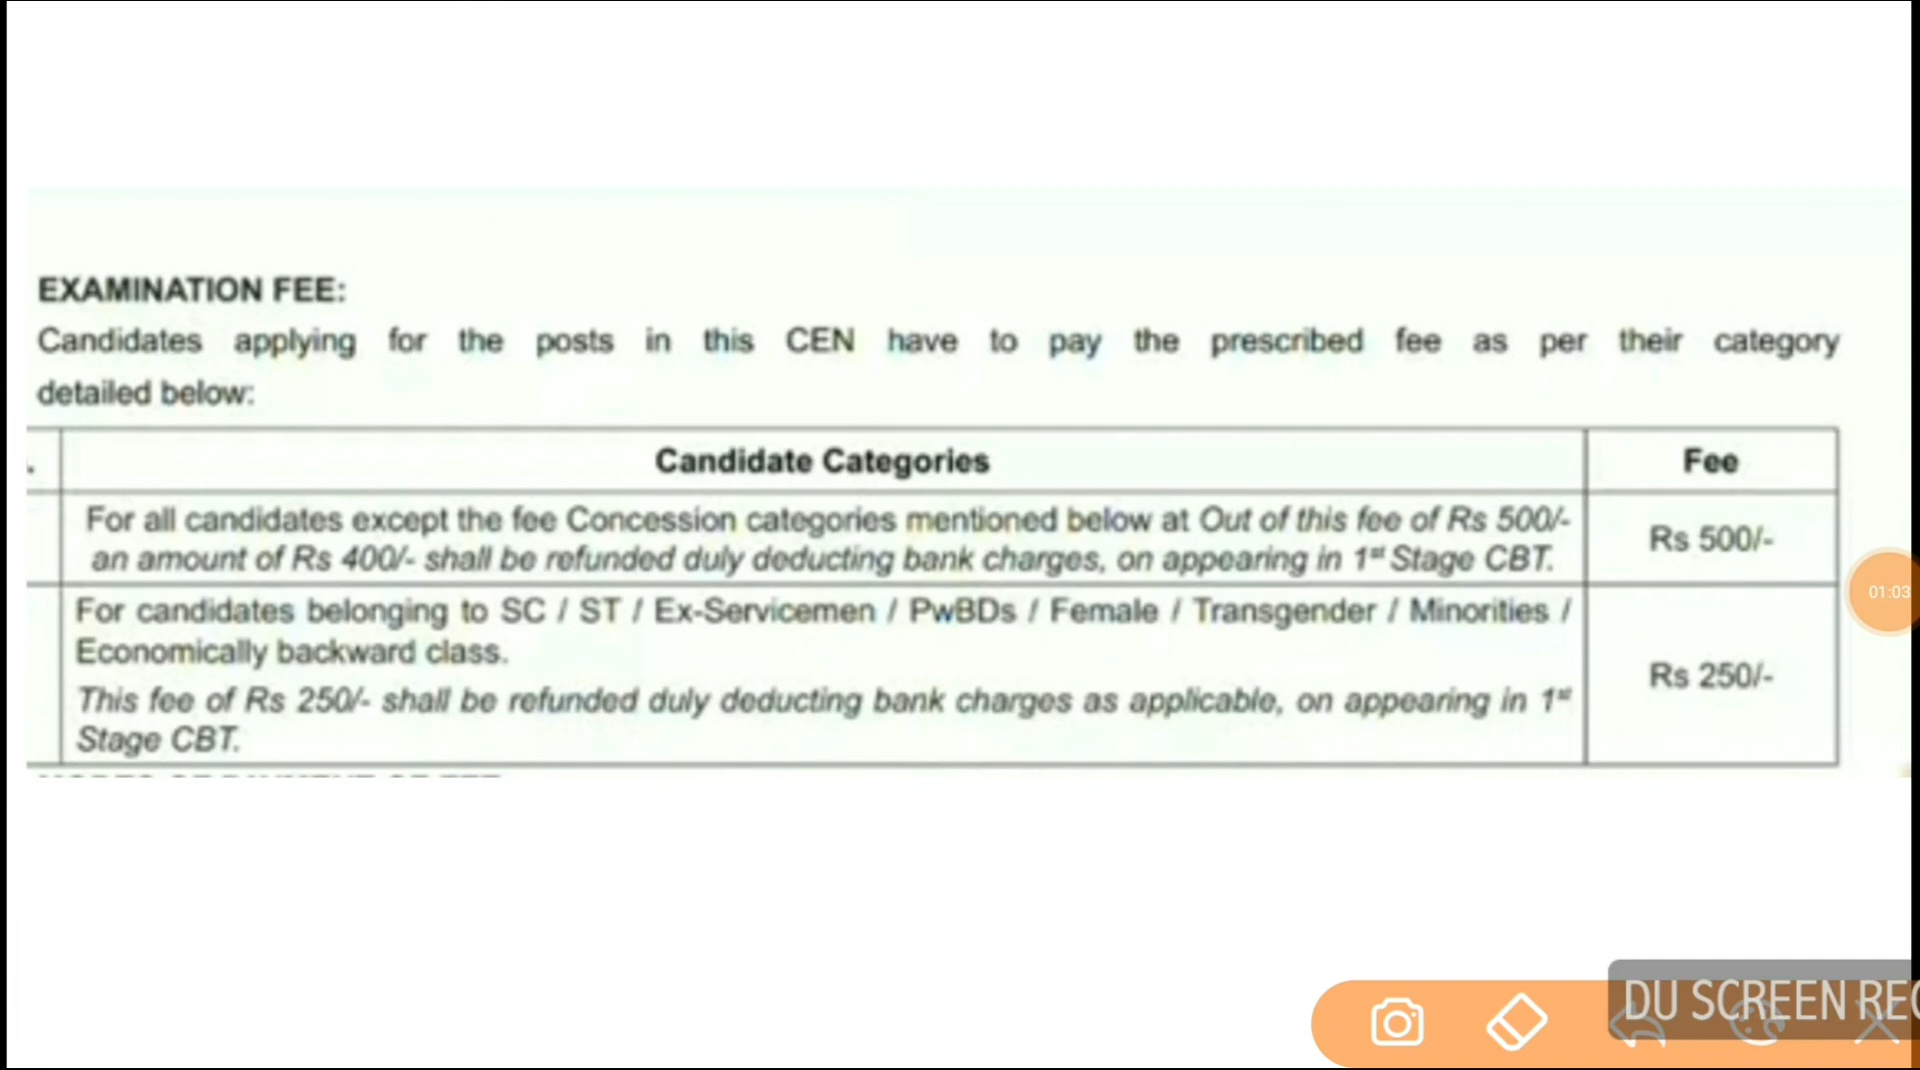 EXAMINATION FEE:
Candidates applying for the posts in this CEN have to pay the prescribed fee as per their category
detailed below:
Candidate Categories
Fee
For all candidates except the fee Concession categories mentioned below at Out of this fee of Rs 500/-
an amount of Rs 400/- shall be refunded duly deducting bank charges, on appearing in 1st Stage CBT.
Rs 500/-
For candidates belonging to SC / ST / Ex-Servicemen / PwBDs / Female / Transgender / Minorities /
Economically backward class.
This fee of Rs 250/- shall be refunded duly deducting bank charges as applicable, on appearing in 1st
Stage CBT.
Rs 250/-
01:03
DU SCREEN REC